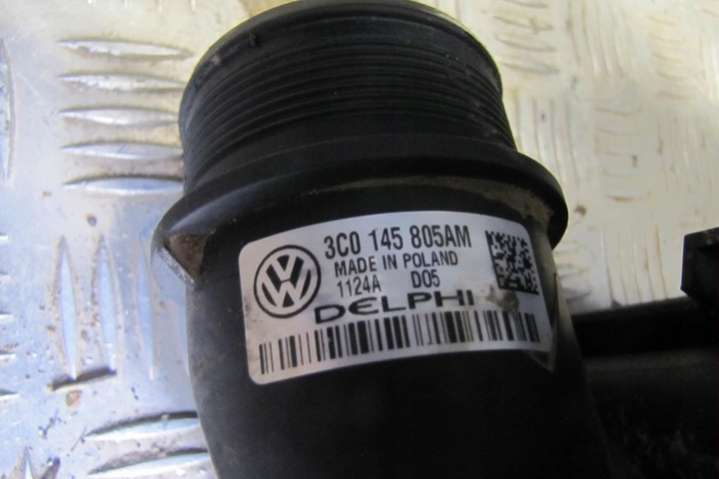 3C0 145 805AM
MADE IN POLAND
1124A D05
DELPHI